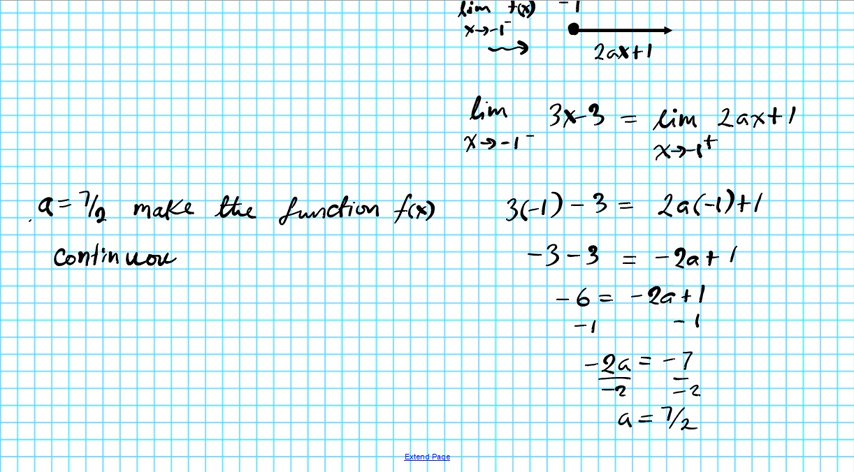 lim f(x) -1
x→-1⁻
2ax+1
lim 3x-3 = lim 2ax+1
x→-1⁻ x→-1⁺
a=7/2 make the function f(x)
continuou
3(-1)-3 = 2a(-1)+1
-3-3 = -2a+1
-6 = -2a+1
-1 -1
-2a = -7
-2 -2
a=7/2
Extend Page